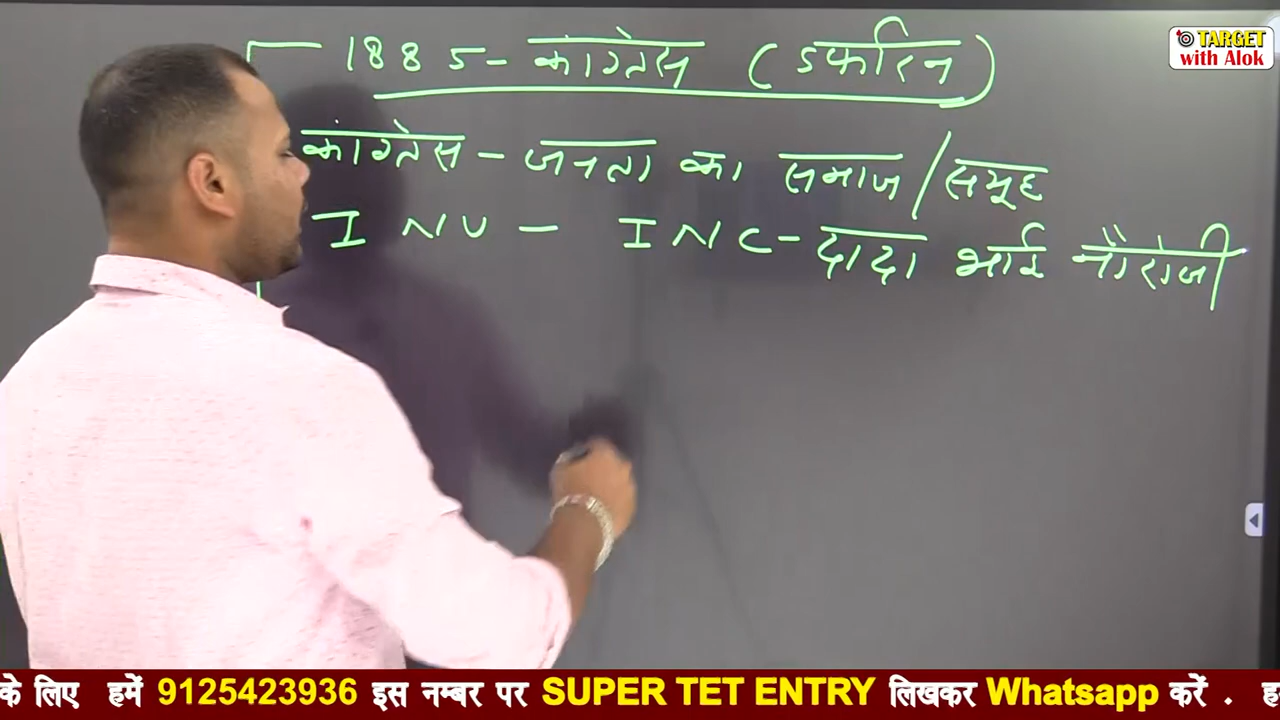 TARGET
with Alok
1885-कांग्रेस (डफरिन)
कांग्रेस - जनता का समाज/समूह
INU - INC-दादा भाई नौरोजी
के लिए हमें 9125423936 इस नम्बर पर SUPER TET ENTRY लिखकर Whatsapp करें . ह